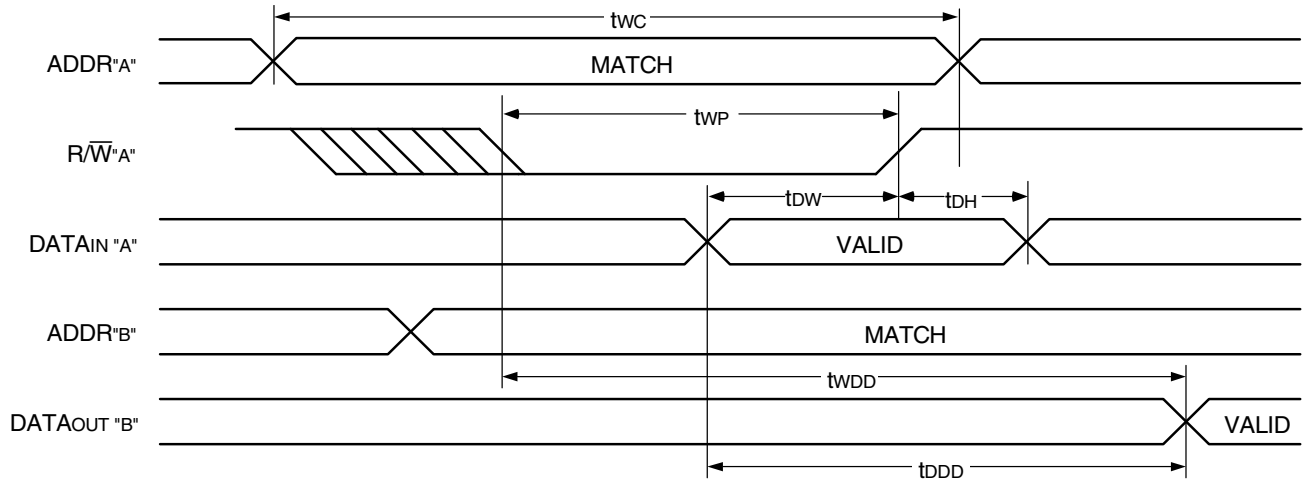 tWC
ADDR"A"
MATCH
tWP
R/W̅"A"
tDW
tDH
DATAIN "A"
VALID
ADDR"B"
MATCH
tWDD
DATAOUT "B"
VALID
tDDD